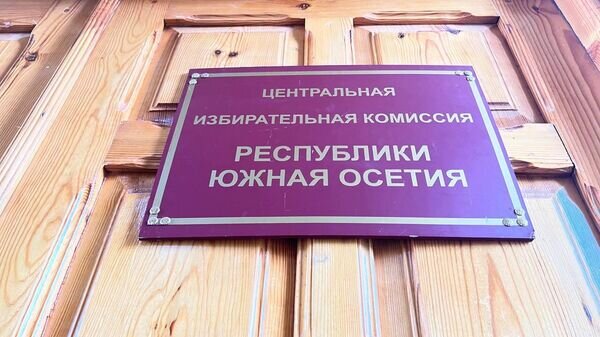 ЦЕНТРАЛЬНАЯ
ИЗБИРАТЕЛЬНАЯ КОМИССИЯ
РЕСПУБЛИКИ
ЮЖНАЯ ОСЕТИЯ